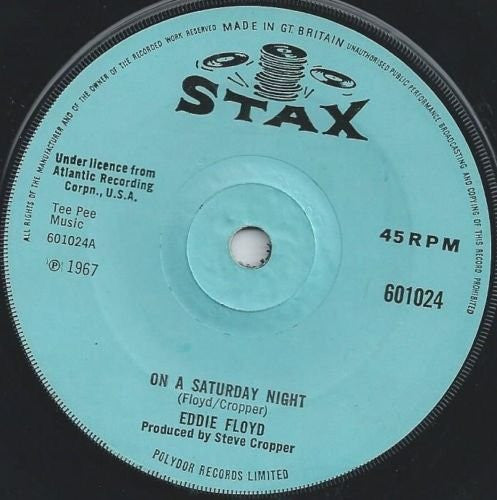 ALL RIGHTS OF THE MANUFACTURER AND OF THE OWNER OF THE RECORDED WORK RESERVED MADE IN GT. BRITAIN UNAUTHORISED PUBLIC PERFORMANCE BROADCASTING AND COPYING OF THIS RECORD PROHIBITED
STAX
Under licence from
Atlantic Recording
Corpn., U.S.A.
Tee Pee
Music
601024A
Ⓟ 1967
45 RPM
601024
ON A SATURDAY NIGHT
(Floyd/Cropper)
EDDIE FLOYD
Produced by Steve Cropper
POLYDOR RECORDS LIMITED